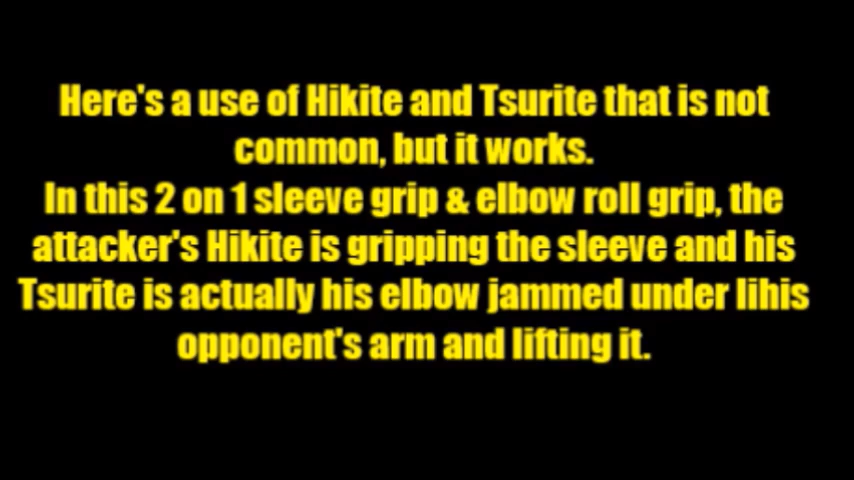 Here's a use of Hikite and Tsurite that is not
common, but it works.
In this 2 on 1 sleeve grip & elbow roll grip, the
attacker's Hikite is gripping the sleeve and his
Tsurite is actually his elbow jammed under lihis
opponent's arm and lifting it.